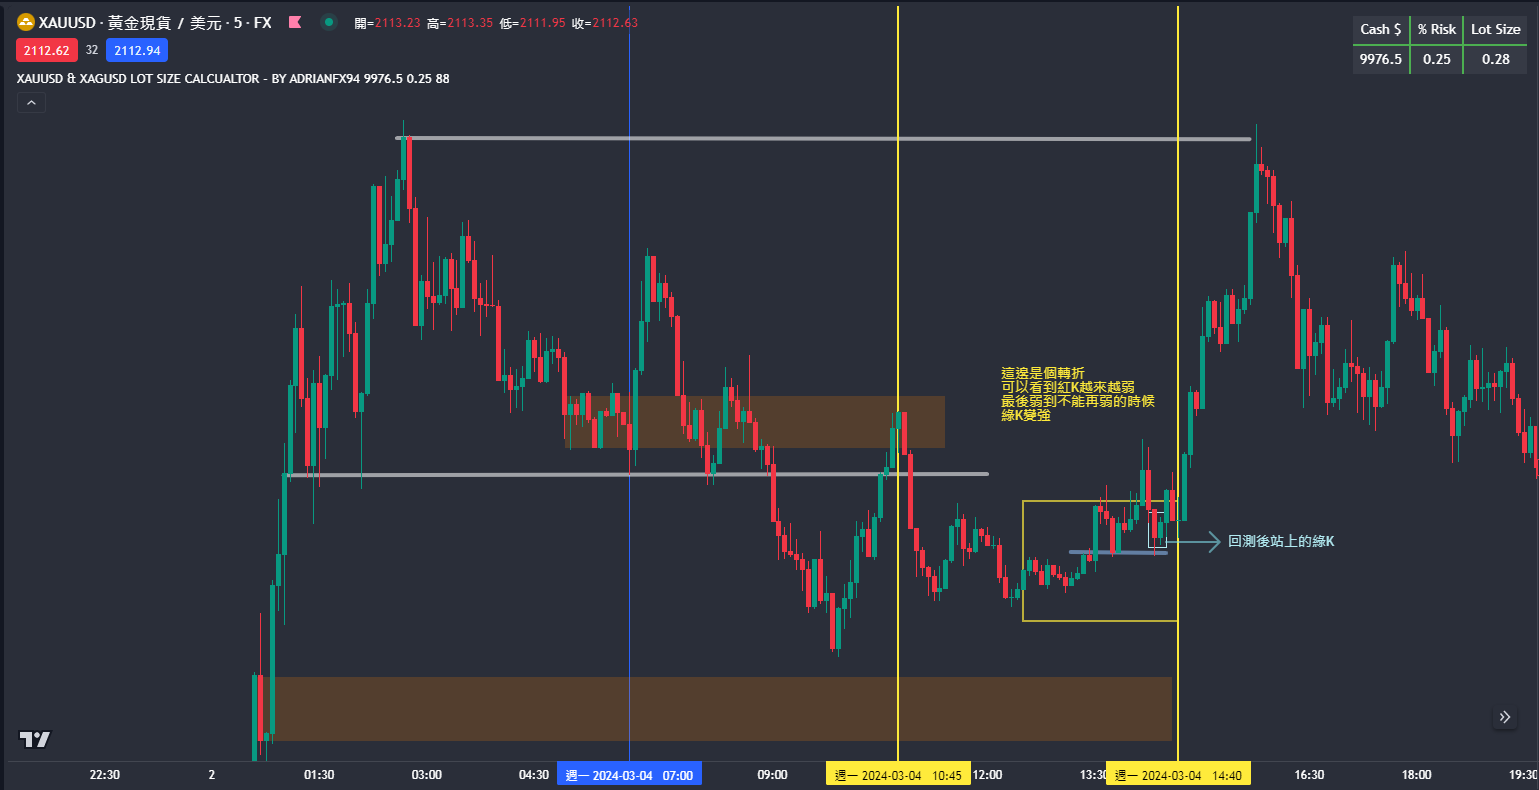 XAUUSD · 黃金現貨 / 美元 · 5 · FX 開=2113.23 高=2113.35 低=2111.95 收=2112.63
2112.62 32 2112.94
XAUUSD & XAGUSD LOT SIZE CALCUALTOR - BY ADRIANFX94 9976.5 0.25 88
Cash $ % Risk Lot Size
9976.5 0.25 0.28
這邊是個轉折
可以看到紅K越來越弱
最後弱到不能再弱的時候
綠K變強
回測後站上的綠K
22:30 2 01:30 03:00 04:30 週一 2024-03-04 07:00 09:00 週一 2024-03-04 10:45 12:00 13:30 週一 2024-03-04 14:40 16:30 18:00 19:30